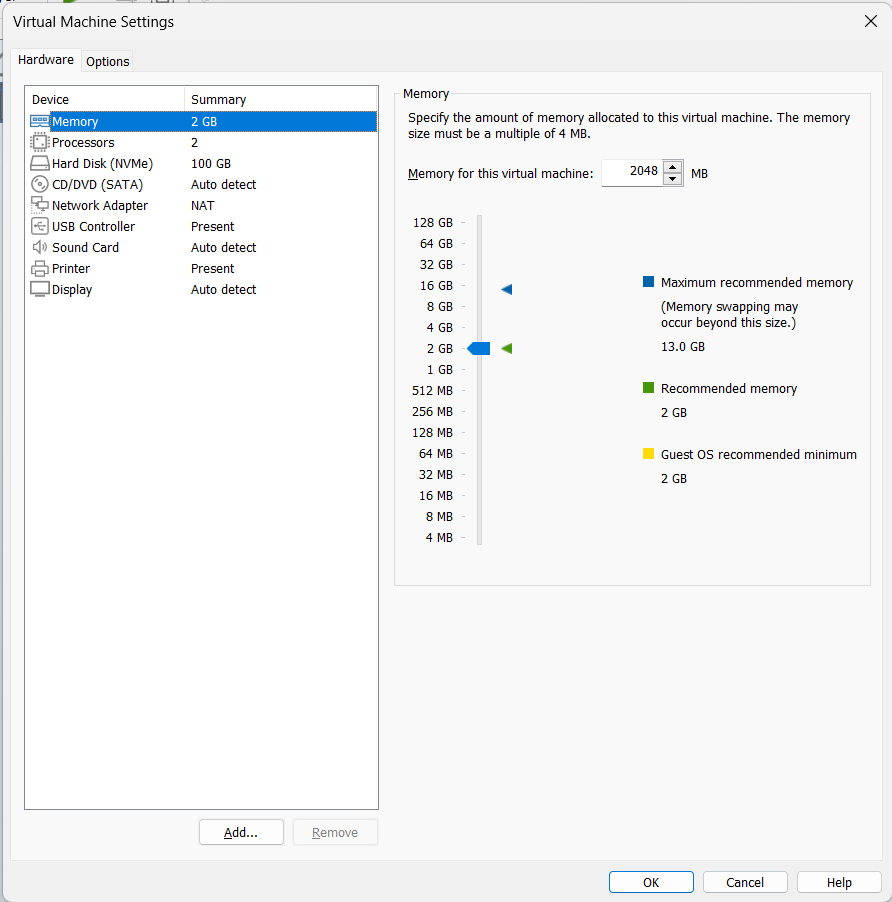 Virtual Machine Settings
Hardware
Options
Device Summary
Memory 2 GB
Processors 2
Hard Disk (NVMe) 100 GB
CD/DVD (SATA) Auto detect
Network Adapter NAT
USB Controller Present
Sound Card Auto detect
Printer Present
Display Auto detect
Add...
Remove
Memory
Specify the amount of memory allocated to this virtual machine. The memory
size must be a multiple of 4 MB.
Memory for this virtual machine: 2048 MB
128 GB
64 GB
32 GB
16 GB
8 GB
4 GB
2 GB
1 GB
512 MB
256 MB
128 MB
64 MB
32 MB
16 MB
8 MB
4 MB
Maximum recommended memory
(Memory swapping may
occur beyond this size.)
13.0 GB
Recommended memory
2 GB
Guest OS recommended minimum
2 GB
OK
Cancel
Help